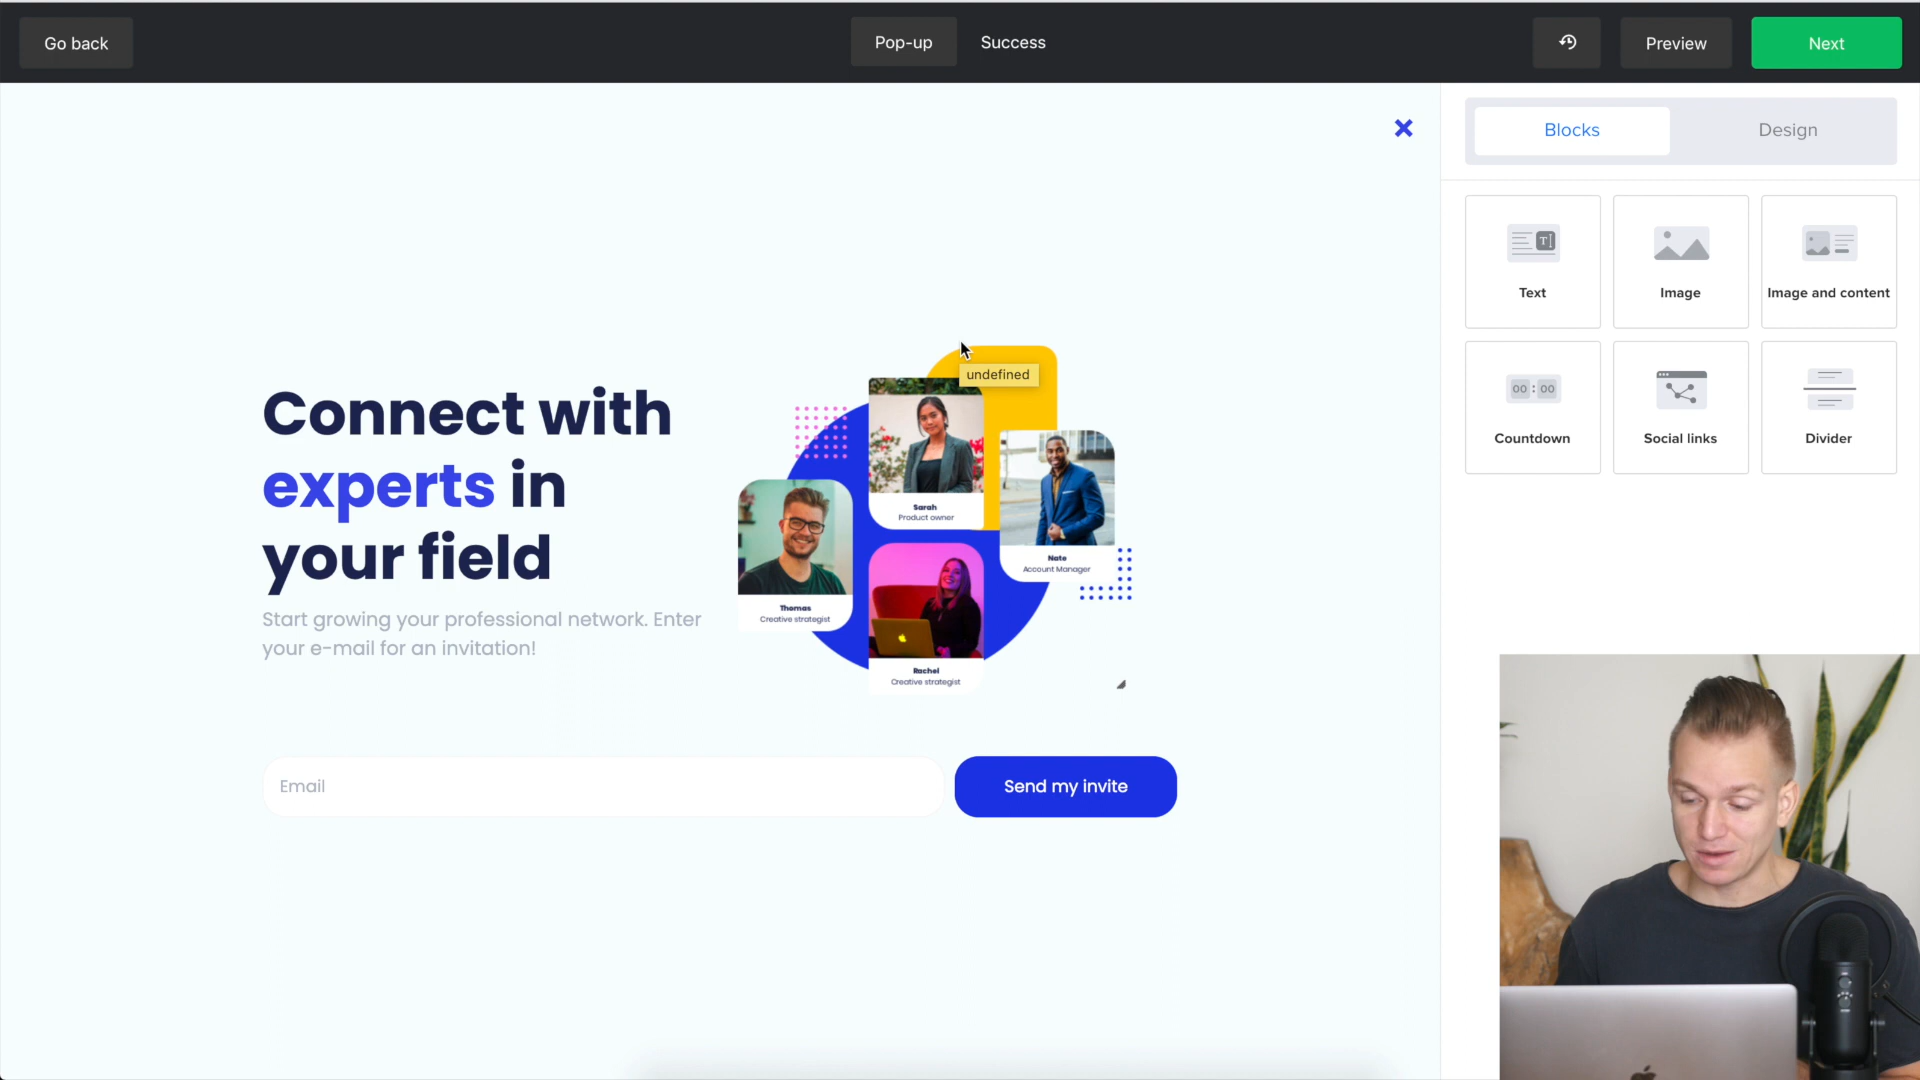 Go back
Pop-up
Success
Preview
Next
Blocks
Design
Text
Image
Image and content
00 : 00
Countdown
Social links
Divider
undefined
Connect with
experts in
your field
Start growing your professional network. Enter
your e-mail for an invitation!
Sarah
Product owner
Nate
Account Manager
Thomas
Creative strategist
Rachel
Creative strategist
Email
Send my invite